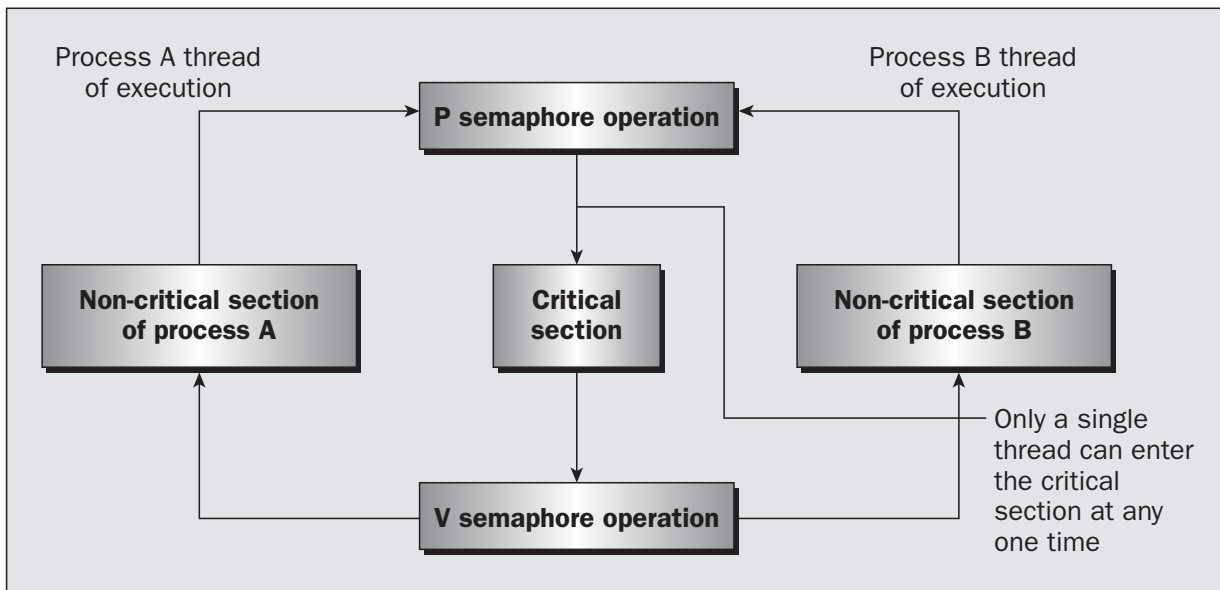 Process A thread
of execution
Process B thread
of execution
P semaphore operation
Non-critical section
of process A
Critical
section
Non-critical section
of process B
Only a single
thread can enter
the critical
section at any
one time
V semaphore operation